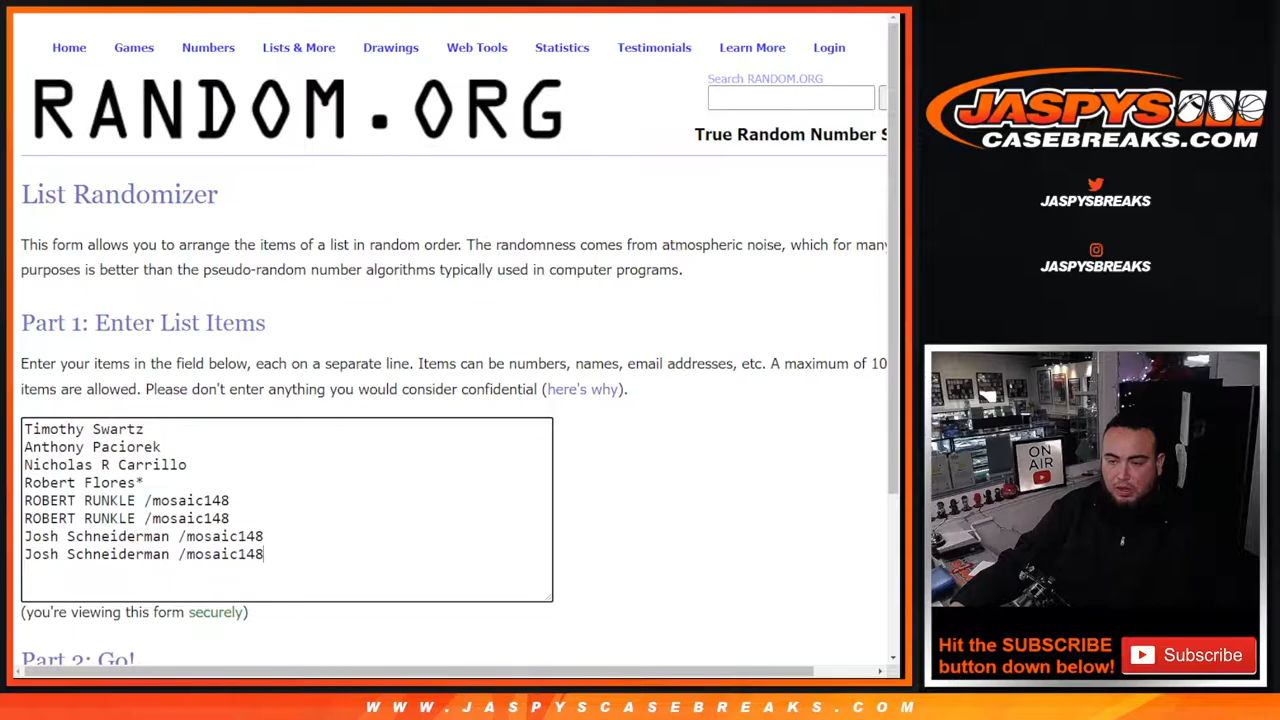 Home Games Numbers Lists & More Drawings Web Tools Statistics Testimonials Learn More Login
RANDOM.ORG
Search RANDOM.ORG
True Random Number S
List Randomizer
This form allows you to arrange the items of a list in random order. The randomness comes from atmospheric noise, which for many
purposes is better than the pseudo-random number algorithms typically used in computer programs.
Part 1: Enter List Items
Enter your items in the field below, each on a separate line. Items can be numbers, names, email addresses, etc. A maximum of 10
items are allowed. Please don't enter anything you would consider confidential (here's why).
Timothy Swartz
Anthony Paciorek
Nicholas R Carrillo
Robert Flores*
ROBERT RUNKLE /mosaic148
ROBERT RUNKLE /mosaic148
Josh Schneiderman /mosaic148
Josh Schneiderman /mosaic148
(you're viewing this form securely)
Part 2: Go!
JASPYS
CASEBREAKS.COM
JASPYSBREAKS
JASPYSBREAKS
ON
AIR
Hit the SUBSCRIBE
button down below!
Subscribe
WWW.JASPYSCASEBREAKS.COM